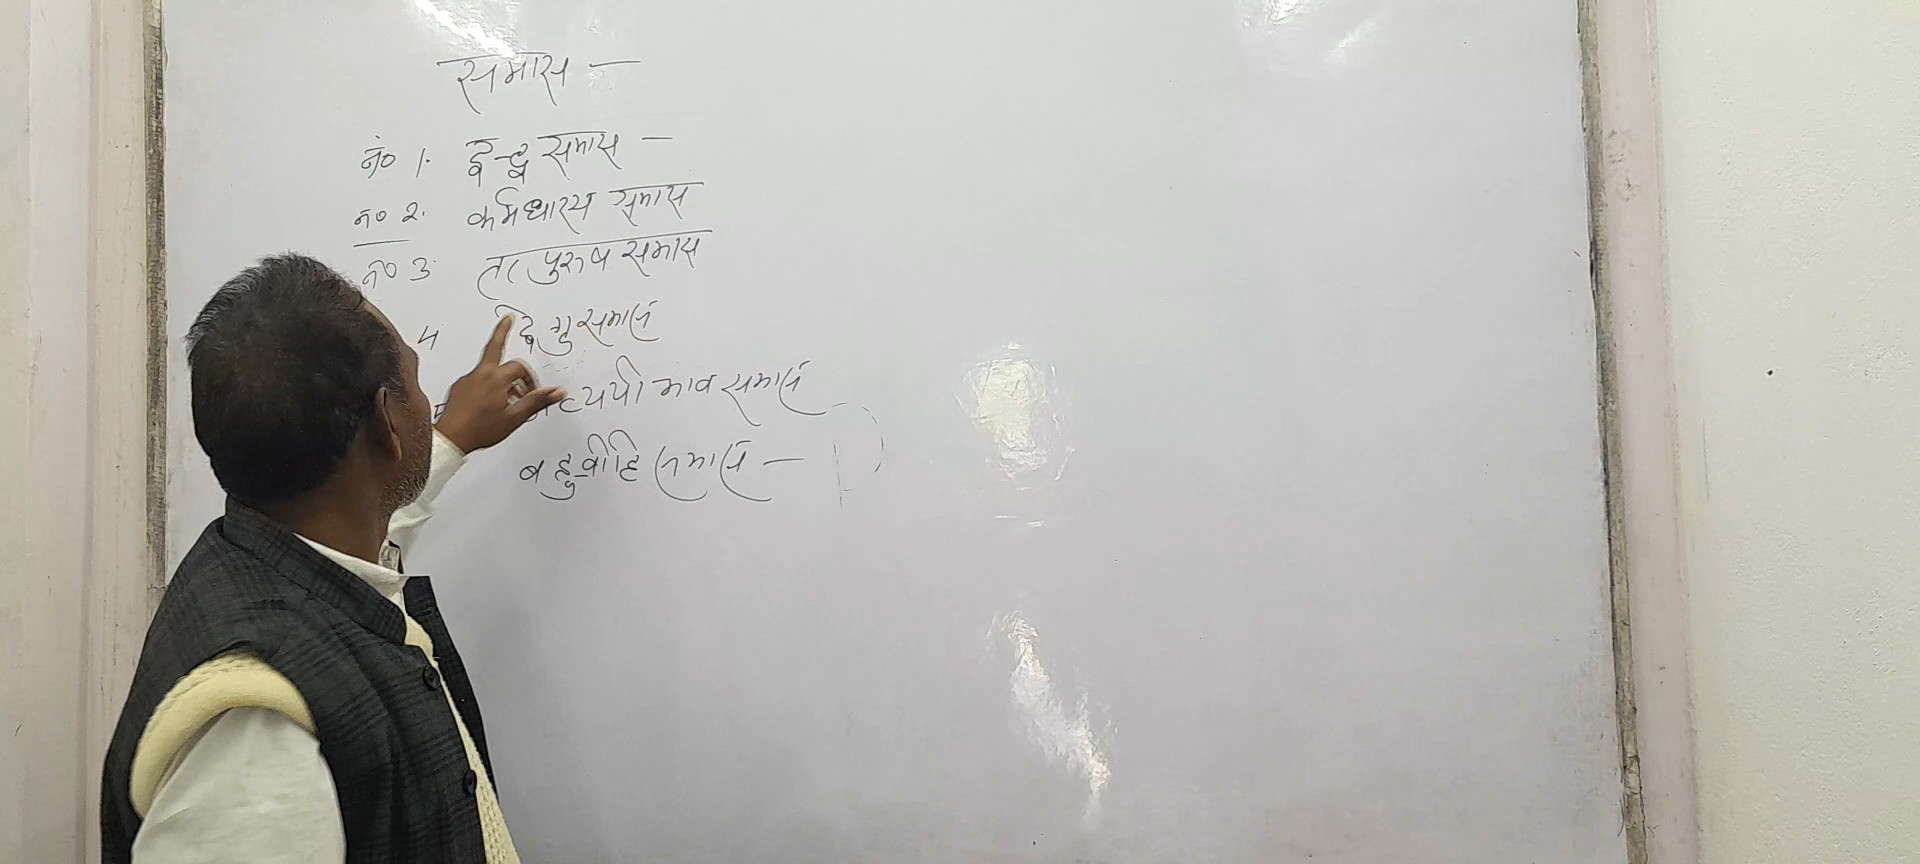 समास —
नं० 1. द्वन्द्व समास —
नं० 2. कर्मधारय समास
नं० 3. तत्पुरुष समास
4 द्विगु समास
5 अव्ययी भाव समास
बहुव्रीहि समास —